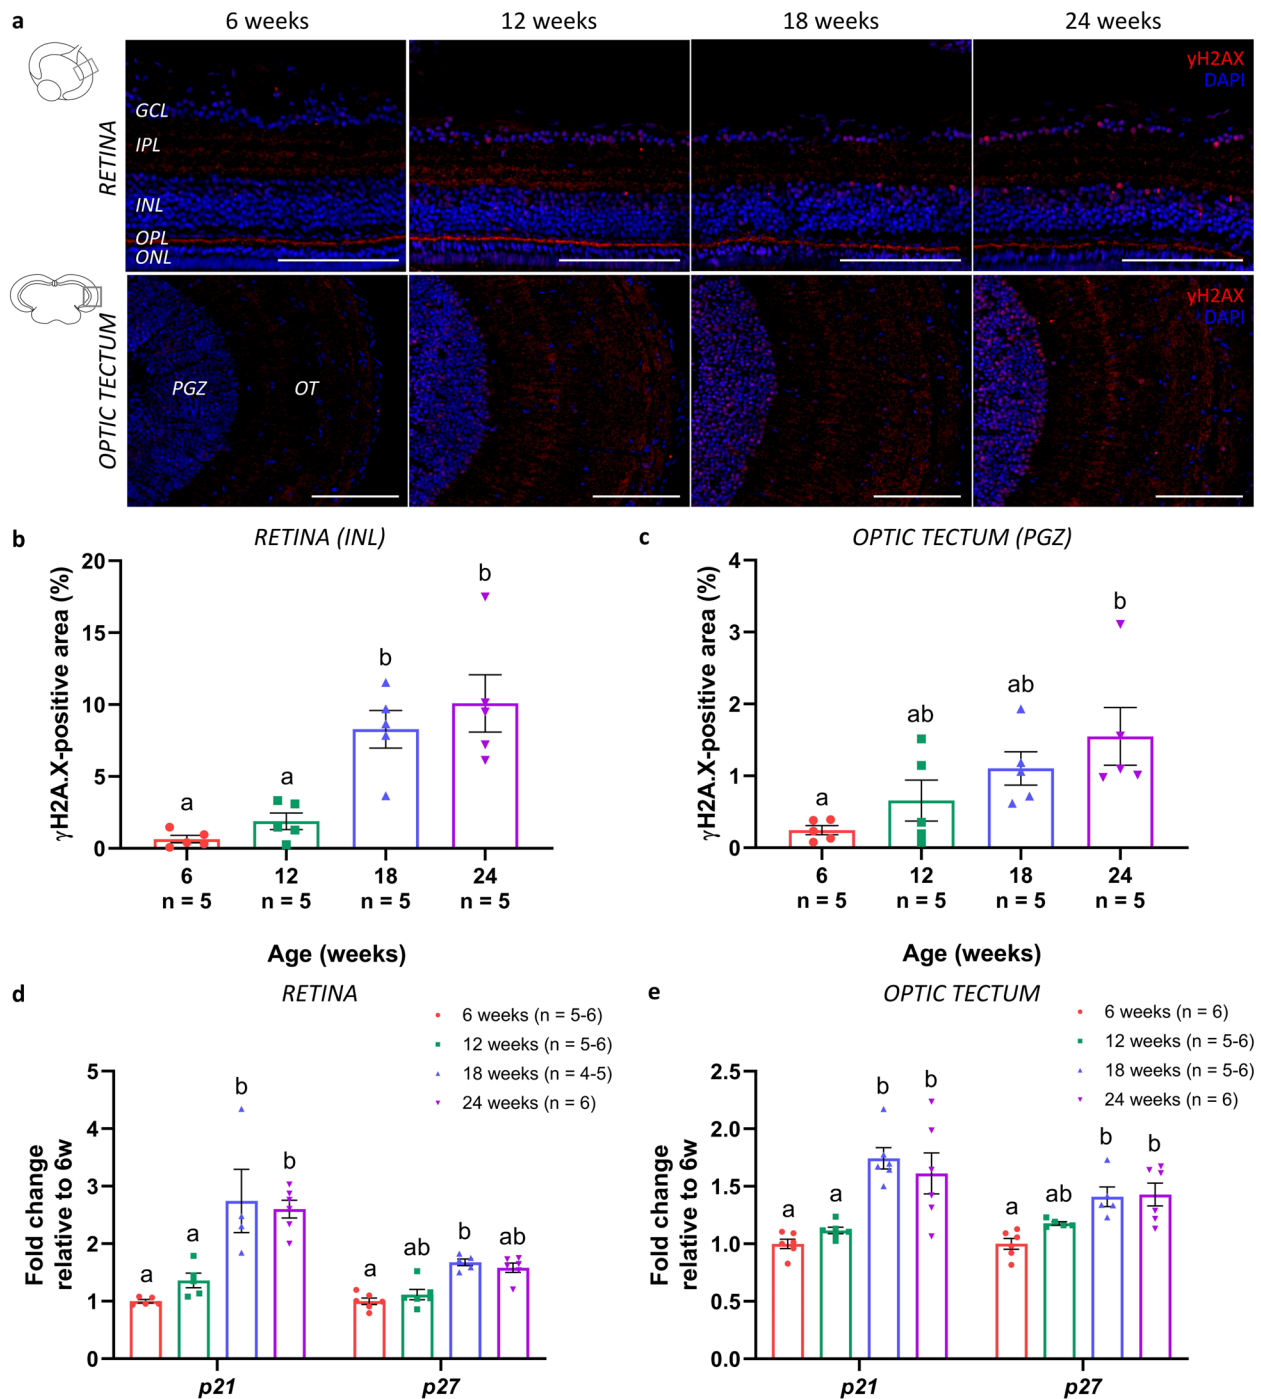 a
6 weeks
12 weeks
18 weeks
24 weeks
RETINA
GCL
IPL
INL
OPL
ONL
γH2AX
DAPI
OPTIC TECTUM
PGZ
OT
γH2AX
DAPI
b
RETINA (INL)
γH2A.X-positive area (%)
20
15
10
5
0
a
a
b
b
6
12
18
24
n = 5
n = 5
n = 5
n = 5
Age (weeks)
c
OPTIC TECTUM (PGZ)
γH2A.X-positive area (%)
4
3
2
1
0
a
ab
ab
b
6
12
18
24
n = 5
n = 5
n = 5
n = 5
Age (weeks)
d
RETINA
6 weeks (n = 5-6)
12 weeks (n = 5-6)
18 weeks (n = 4-5)
24 weeks (n = 6)
Fold change
relative to 6w
5
4
3
2
1
0
a
a
b
b
a
ab
b
ab
p21
p27
e
OPTIC TECTUM
6 weeks (n = 6)
12 weeks (n = 5-6)
18 weeks (n = 5-6)
24 weeks (n = 6)
Fold change
relative to 6w
2.5
2.0
1.5
1.0
0.5
0.0
a
a
b
b
a
ab
b
b
p21
p27